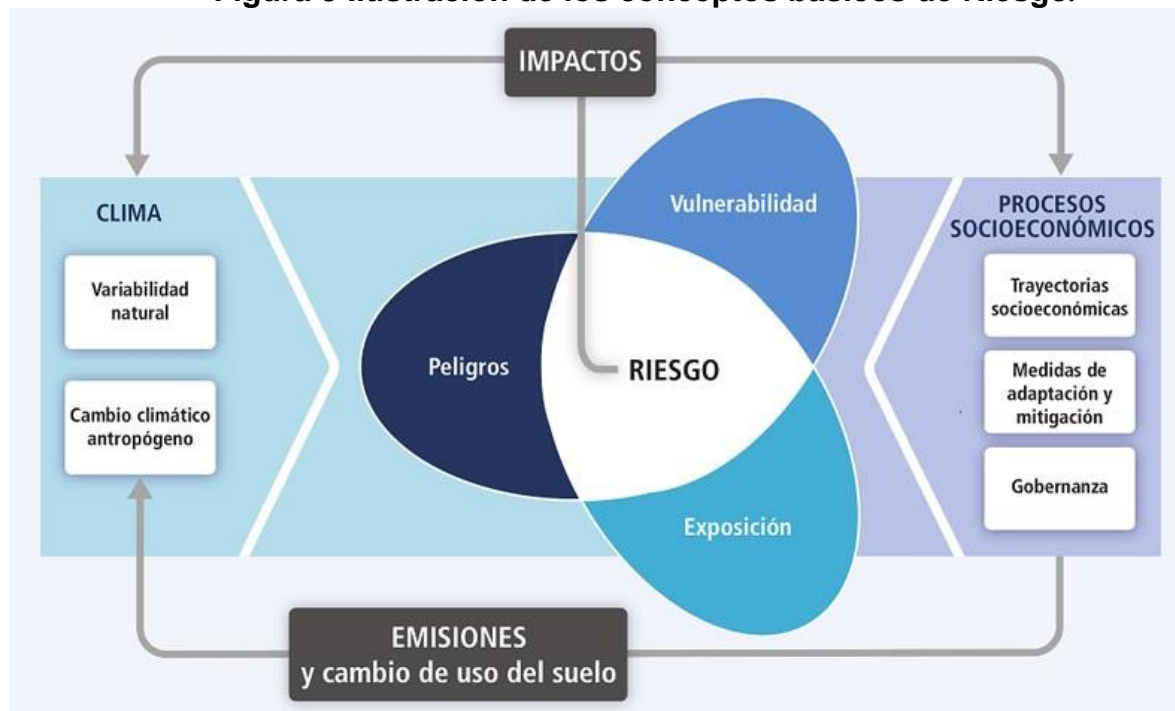 IMPACTOS
CLIMA
Variabilidad
natural
Cambio climático
antropógeno
Peligros
Vulnerabilidad
RIESGO
Exposición
PROCESOS
SOCIOECONÓMICOS
Trayectorias
socioeconómicas
Medidas de
adaptación y
mitigación
Gobernanza
EMISIONES
y cambio de uso del suelo